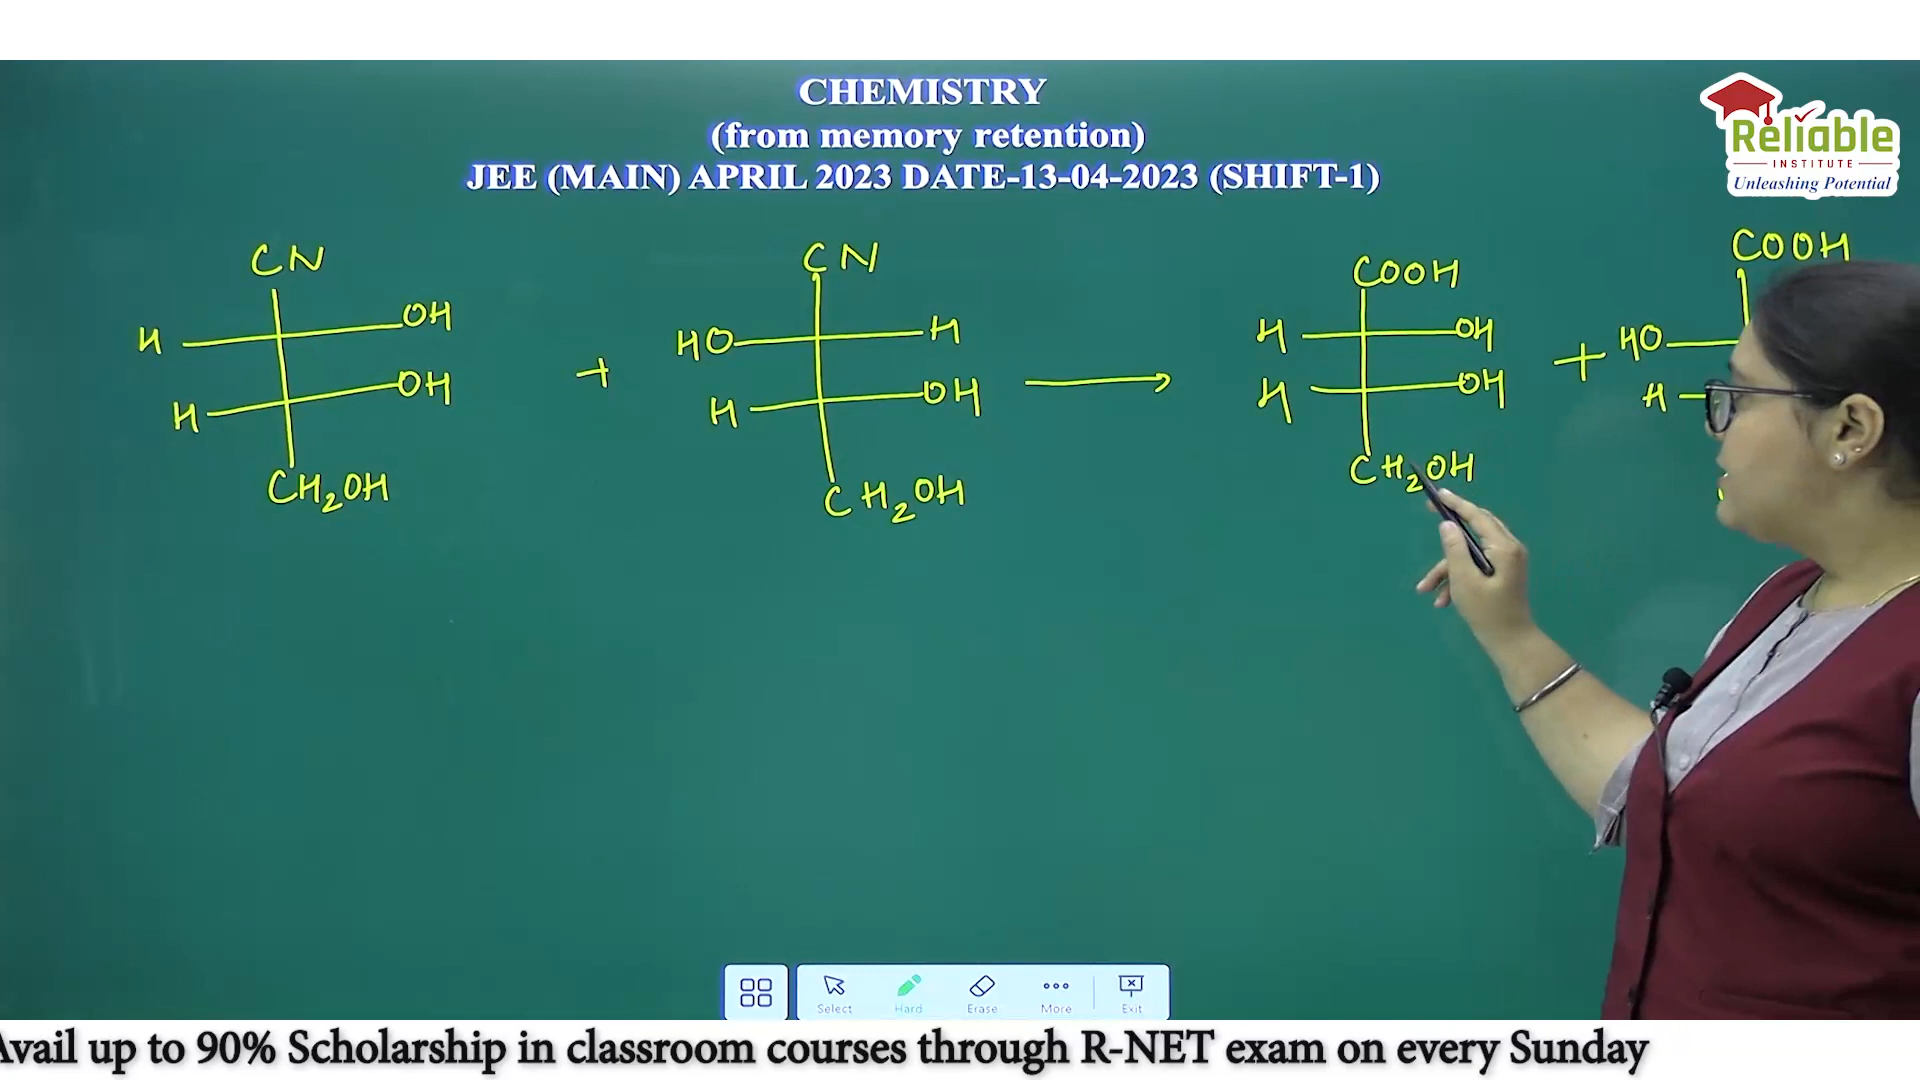 CHEMISTRY
(from memory retention)
JEE (MAIN) APRIL 2023 DATE-13-04-2023 (SHIFT-1)
Reliable
INSTITUTE
Unleashing Potential
CN
H OH
H OH
CH2OH
+
CN
HO H
H OH
CH2OH
→
COOH
H OH
H OH
CH2OH
+
COOH
HO
H
Select
Hard
Erase
More
Exit
Avail up to 90% Scholarship in classroom courses through R-NET exam on every Sunday